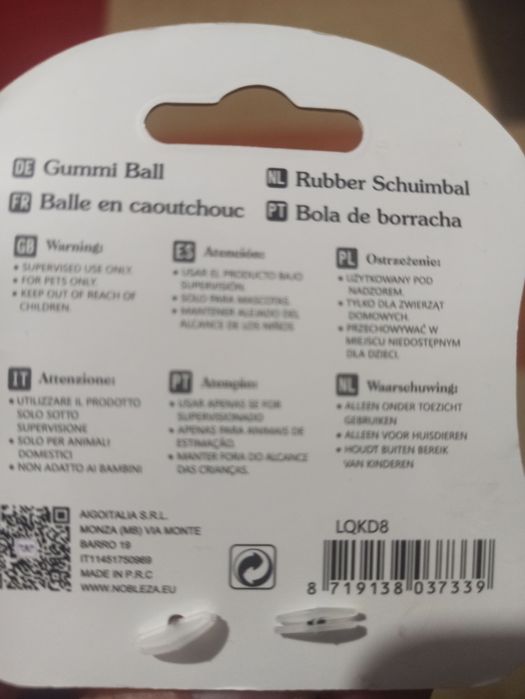 DE Gummi Ball
NL Rubber Schuimbal
FR Balle en caoutchouc
PT Bola de borracha
GB Warning:
• SUPERVISED USE ONLY.
• FOR PETS ONLY.
• KEEP OUT OF REACH OF
CHILDREN.
ES Atención:
• USAR EL PRODUCTO BAJO
SUPERVISIÓN.
• SOLO PARA MASCOTAS.
• MANTENER ALEJADO DEL
ALCANCE DE LOS NIÑOS
PL Ostrzeżenie:
• UŻYTKOWANY POD
NADZOREM.
• TYLKO DLA ZWIERZĄT
DOMOWYCH.
• PRZECHOWYWAĆ W
MIEJSCU NIEDOSTĘPNYM
DLA DZIECI.
IT Attenzione:
• UTILIZZARE IL PRODOTTO
SOLO SOTTO
SUPERVISIONE
• SOLO PER ANIMALI
DOMESTICI
• NON ADATTO AI BAMBINI
PT
• USAR APENAS SE FOR
SUPERVISIONADO
• APENAS PARA ANIMAIS DE
ESTIMAÇÃO.
• MANTER FORA DO ALCANCE
DAS CRIANÇAS.
NL Waarschuwing:
• ALLEEN ONDER TOEZICHT
GEBRUIKEN
• ALLEEN VOOR HUISDIEREN
• HOUDT BUITEN BEREIK
VAN KINDEREN
AIGOITALIA S.R.L.
MONZA (MB) VIA MONTE
BARRO 19
IT11451750969
MADE IN P.R.C
WWW.NOBLEZA.EU
LQKD8
8 719138 037339